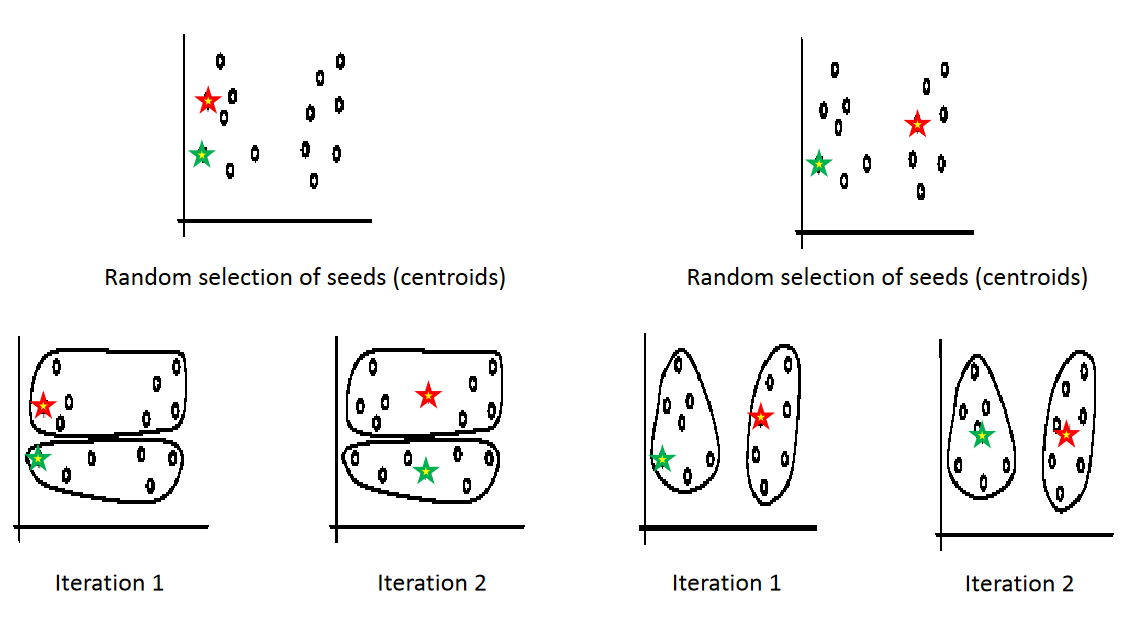 Random selection of seeds (centroids)
Random selection of seeds (centroids)
Iteration 1
Iteration 2
Iteration 1
Iteration 2